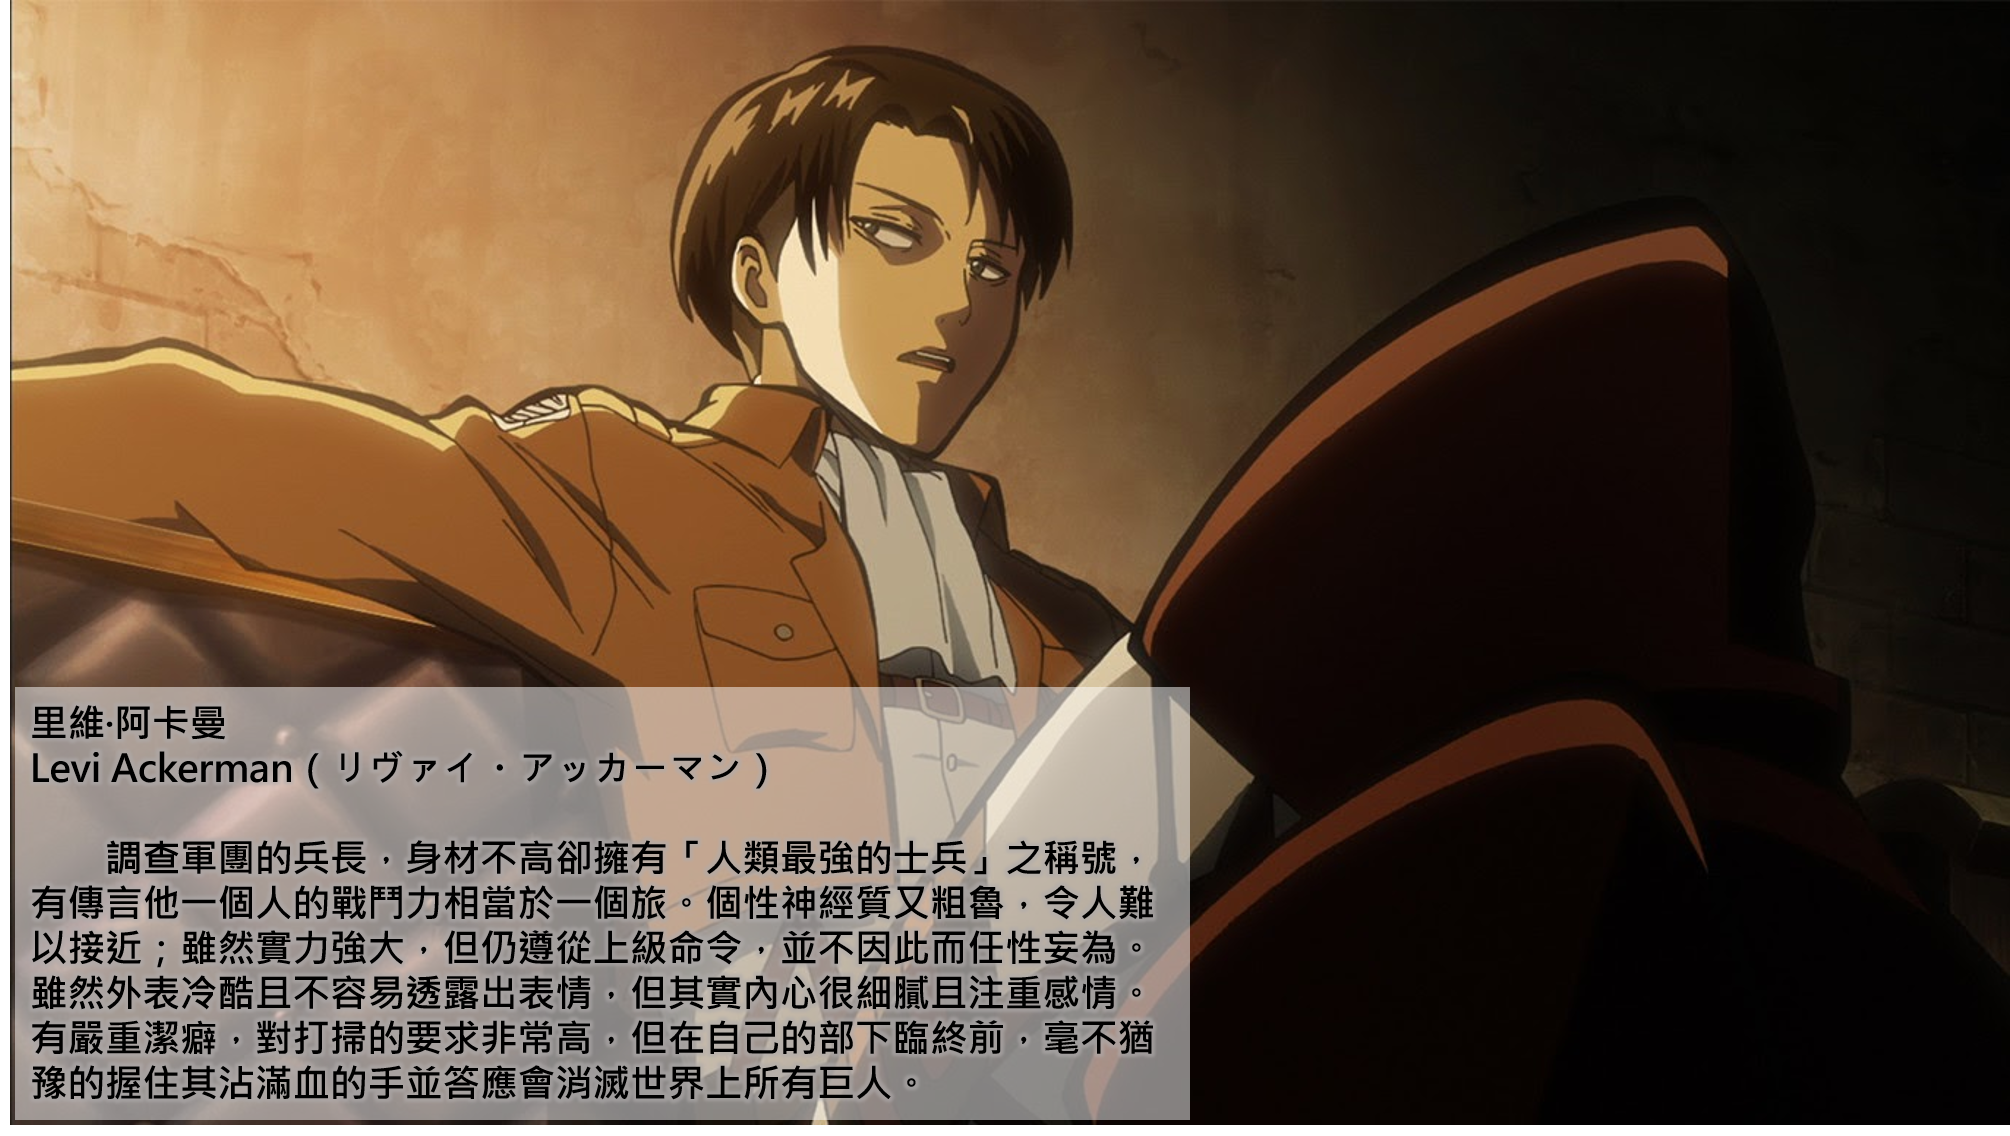 里維·阿卡曼
Levi Ackerman（リヴァイ・アッカーマン）
調查軍團的兵長，身材不高卻擁有「人類最強的士兵」之稱號，
有傳言他一個人的戰鬥力相當於一個旅。個性神經質又粗魯，令人難
以接近；雖然實力強大，但仍遵從上級命令，並不因此而任性妄為。
雖然外表冷酷且不容易透露出表情，但其實內心很細膩且注重感情。
有嚴重潔癖，對打掃的要求非常高，但在自己的部下臨終前，毫不猶
豫的握住其沾滿血的手並答應會消滅世界上所有巨人。